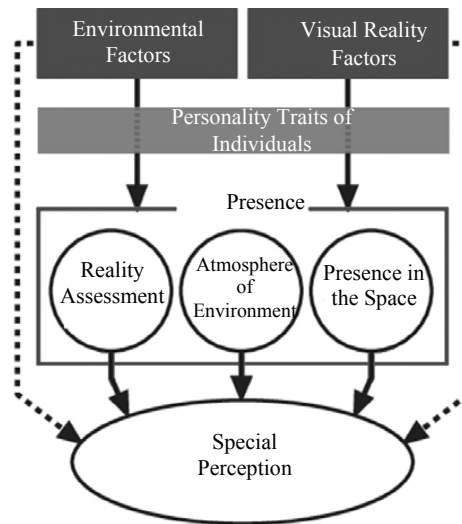 Environmental
Factors
Visual Reality
Factors
Personality Traits of
Individuals
Presence
Reality
Assessment
Atmosphere
of
Environment
Presence in
the Space
Special
Perception